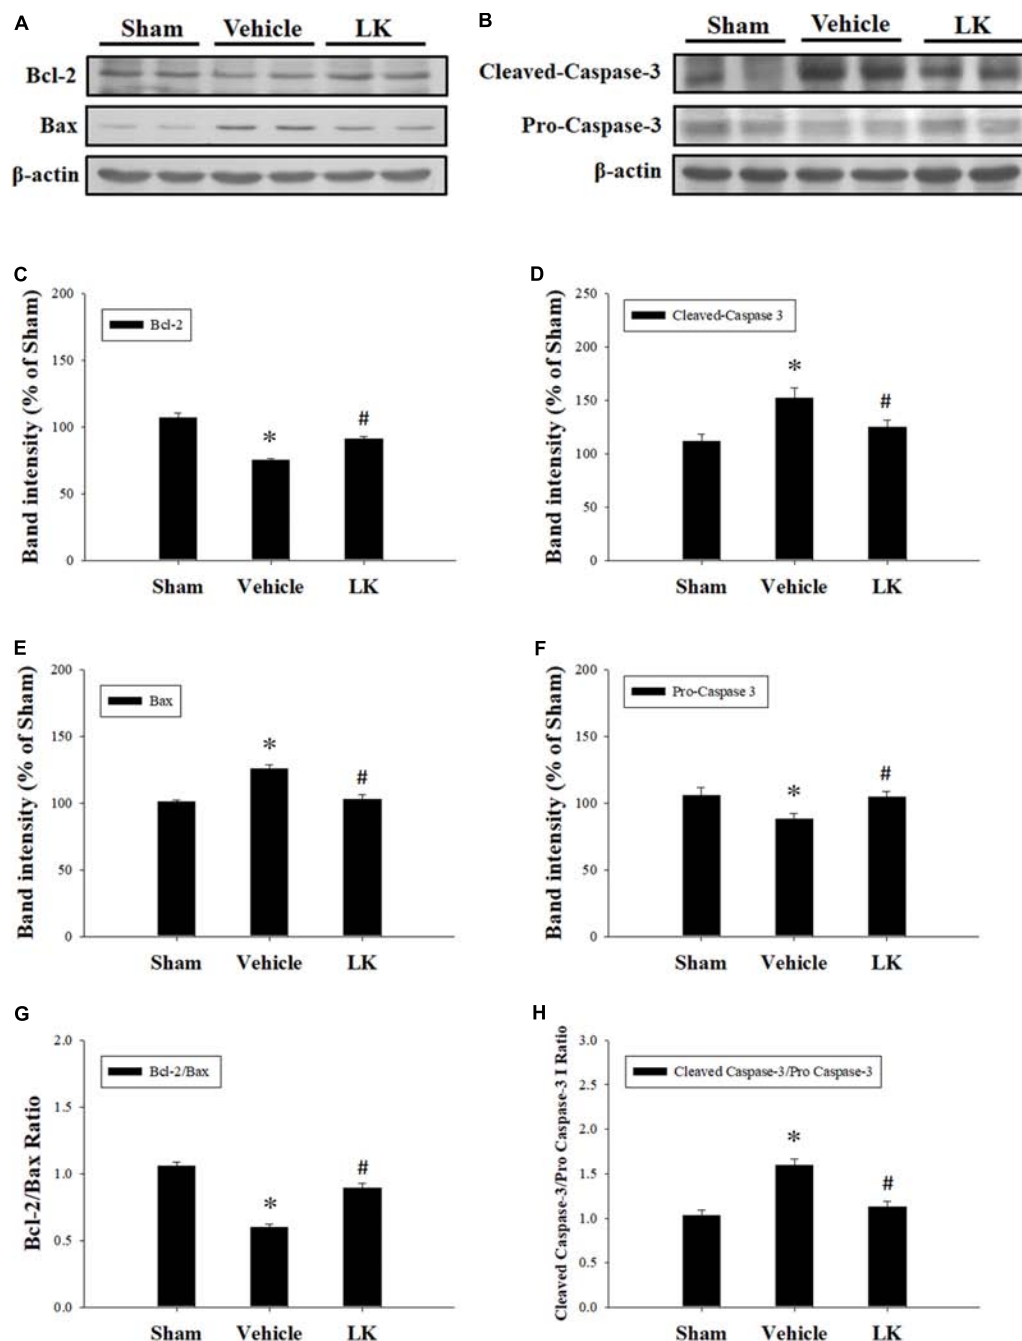 A
Sham Vehicle LK
Bcl-2
Bax
β-actin
B
Sham Vehicle LK
Cleaved-Caspase-3
Pro-Caspase-3
β-actin
C
Band intensity (% of Sham)
200
150
100
50
0
Bcl-2
*
#
Sham Vehicle LK
D
Band intensity (% of Sham)
250
200
150
100
50
0
Cleaved-Caspase 3
*
#
Sham Vehicle LK
E
Band intensity (% of Sham)
200
150
100
50
0
Bax
*
#
Sham Vehicle LK
F
Band intensity (% of Sham)
200
150
100
50
0
Pro-Caspase 3
*
#
Sham Vehicle LK
G
Bcl-2/Bax Ratio
2.0
1.5
1.0
0.5
0.0
Bcl-2/Bax
*
#
Sham Vehicle LK
H
Cleaved Caspase-3/Pro Caspase-3 I Ratio
3.0
2.5
2.0
1.5
1.0
0.5
0.0
Cleaved Caspase-3/Pro Caspase-3
*
#
Sham Vehicle LK